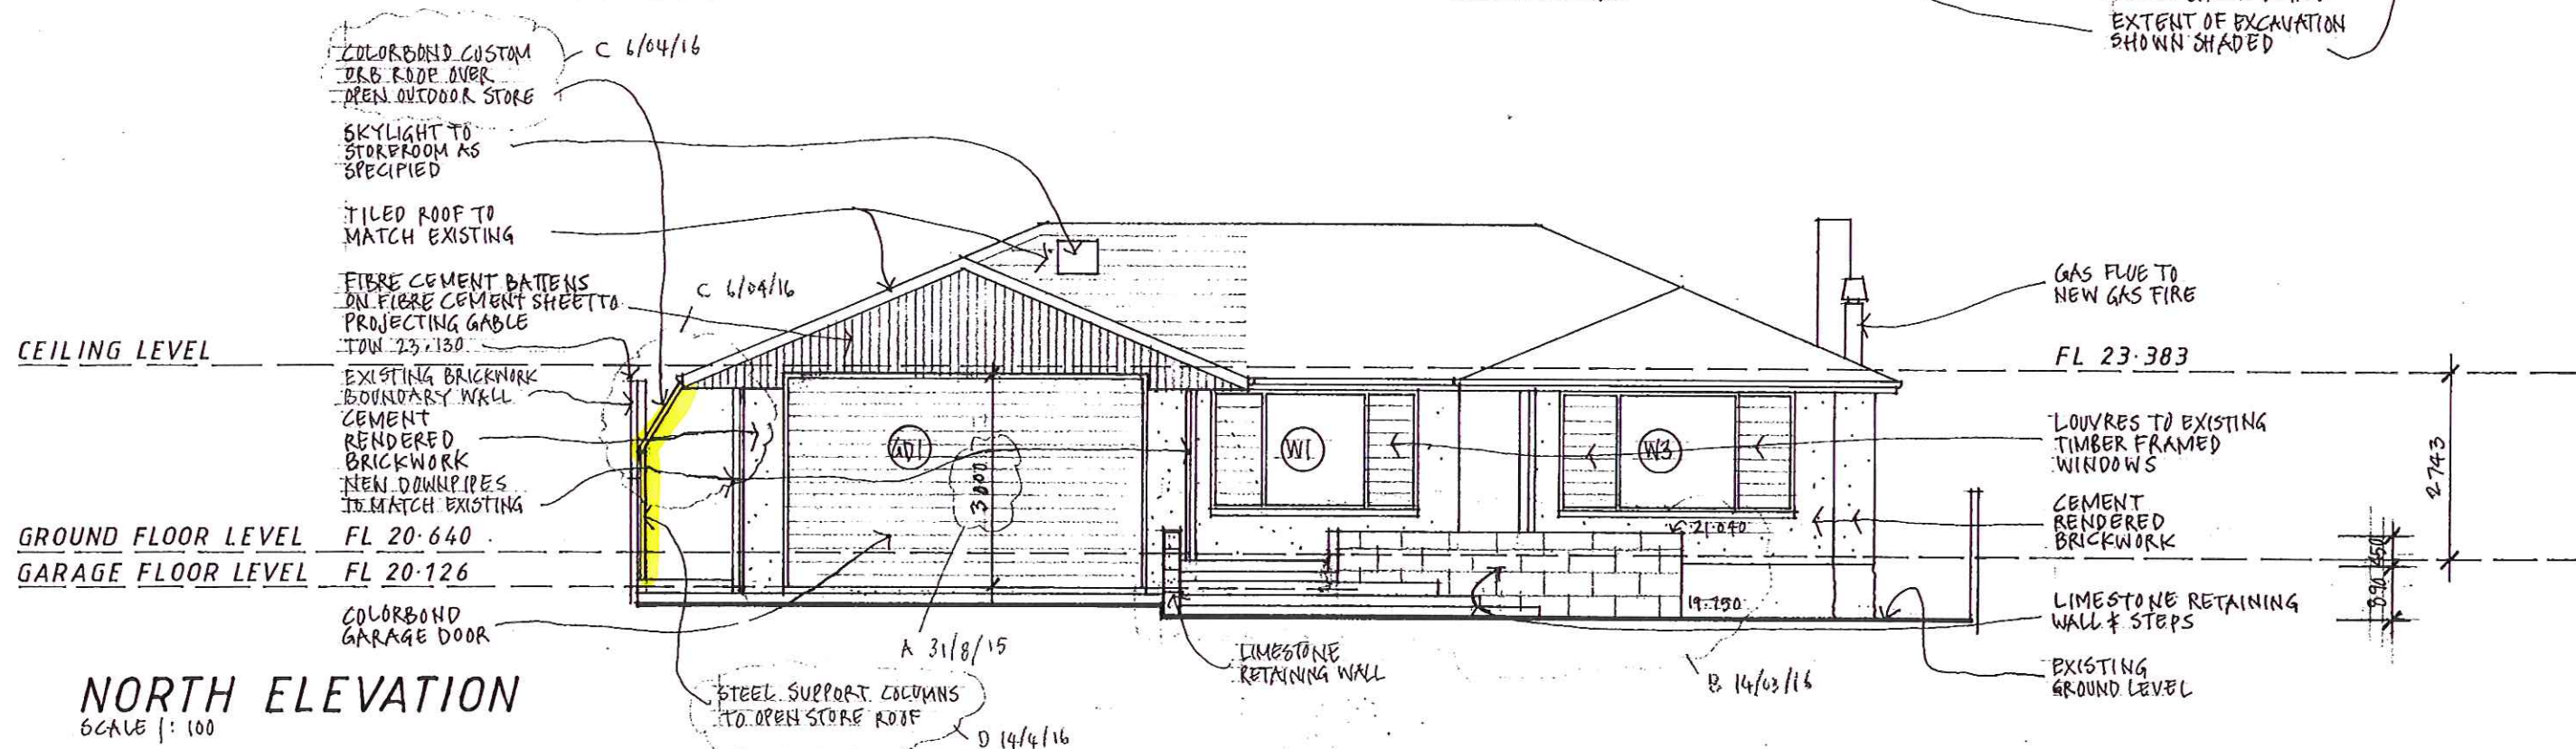 EXTENT OF EXCAVATION
SHOWN SHADED
COLORBOND CUSTOM
ORB ROOF OVER
OPEN OUTDOOR STORE
C 6/04/16
SKYLIGHT TO
STOREROOM AS
SPECIFIED
TILED ROOF TO
MATCH EXISTING
FIBRE CEMENT BATTENS
ON FIBRE CEMENT SHEET TO
PROJECTING GABLE
TOW 23.130
C 6/04/16
CEILING LEVEL
FL 23.383
EXISTING BRICKWORK
BOUNDARY WALL
CEMENT
RENDERED
BRICKWORK
NEW DOWNPIPES
TO MATCH EXISTING
GROUND FLOOR LEVEL FL 20.640
GARAGE FLOOR LEVEL FL 20.126
COLORBOND
GARAGE DOOR
GD1
3000
W1
W3
21.040
19.750
GAS FLUE TO
NEW GAS FIRE
LOUVRES TO EXISTING
TIMBER FRAMED
WINDOWS
CEMENT
RENDERED
BRICKWORK
LIMESTONE RETAINING
WALL & STEPS
EXISTING
GROUND LEVEL
2743
450
890
A 31/8/15
LIMESTONE
RETAINING WALL
B 14/03/16
STEEL SUPPORT COLUMNS
TO OPEN STORE ROOF
D 14/4/16
NORTH ELEVATION
SCALE 1:100